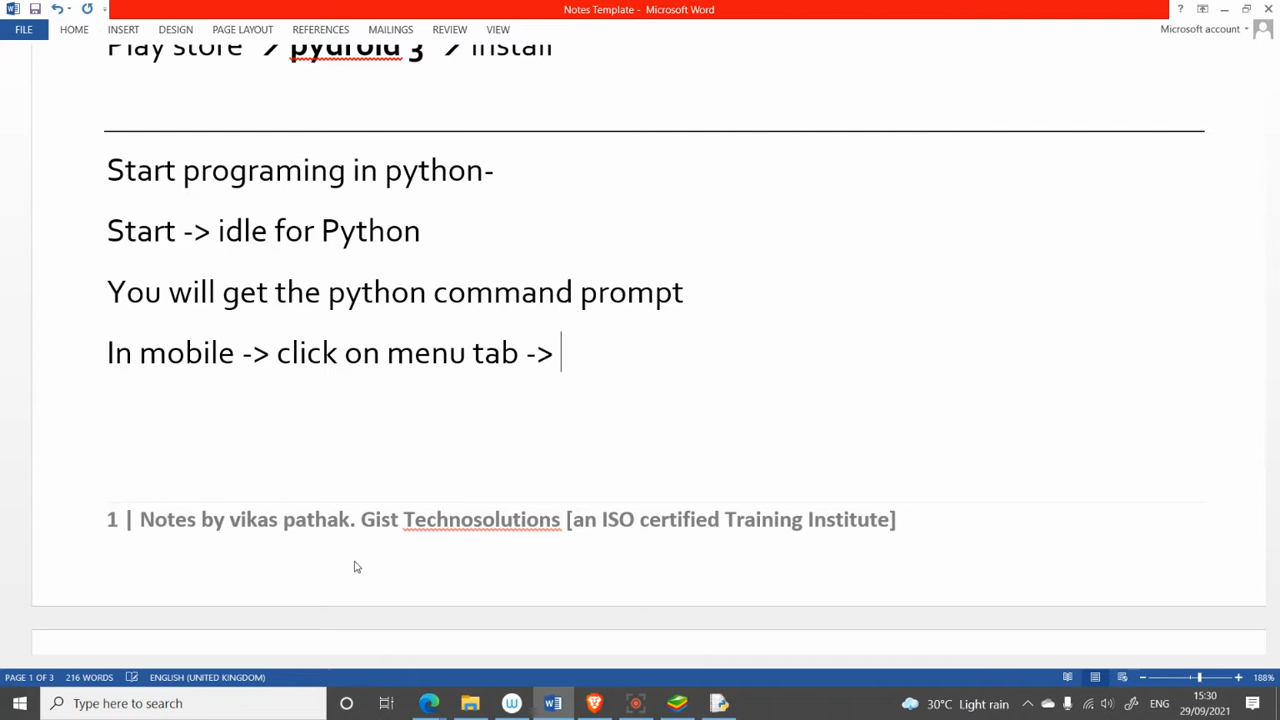 Notes Template - Microsoft Word
FILE HOME INSERT DESIGN PAGE LAYOUT REFERENCES MAILINGS REVIEW VIEW Microsoft account
Play store -> pydroid 3 -> install
Start programing in python-
Start -> idle for Python
You will get the python command prompt
In mobile -> click on menu tab ->
1 | Notes by vikas pathak. Gist Technosolutions [an ISO certified Training Institute]
PAGE 1 OF 3 216 WORDS ENGLISH (UNITED KINGDOM) 188%
Type here to search 30°C Light rain ENG 15:30
29/09/2021